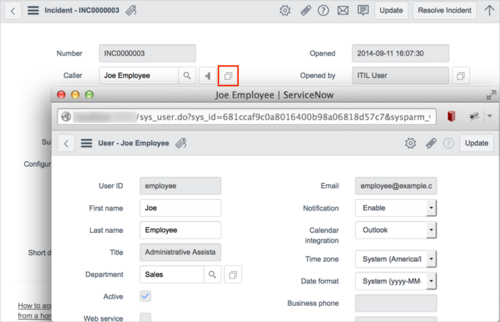 Incident - INC0000003
Update
Resolve Incident
Number
INC0000003
Opened
2014-09-11 16:07:30
Caller
Joe Employee
Opened by
ITIL User
Joe Employee | ServiceNow
/sys_user.do?sys_id=681ccaf9c0a8016400b98a06818d57c7&sysparm_v
User - Joe Employee
Update
User ID
employee
Email
employee@example.c
First name
Joe
Notification
Enable
Last name
Employee
Calendar
integration
Outlook
Title
Administrative Assista
Time zone
System (America/l
Department
Sales
Date format
System (yyyy-MM-
Active
Business phone
Web service
Su
Configur
Short d
How to acc
from a hom